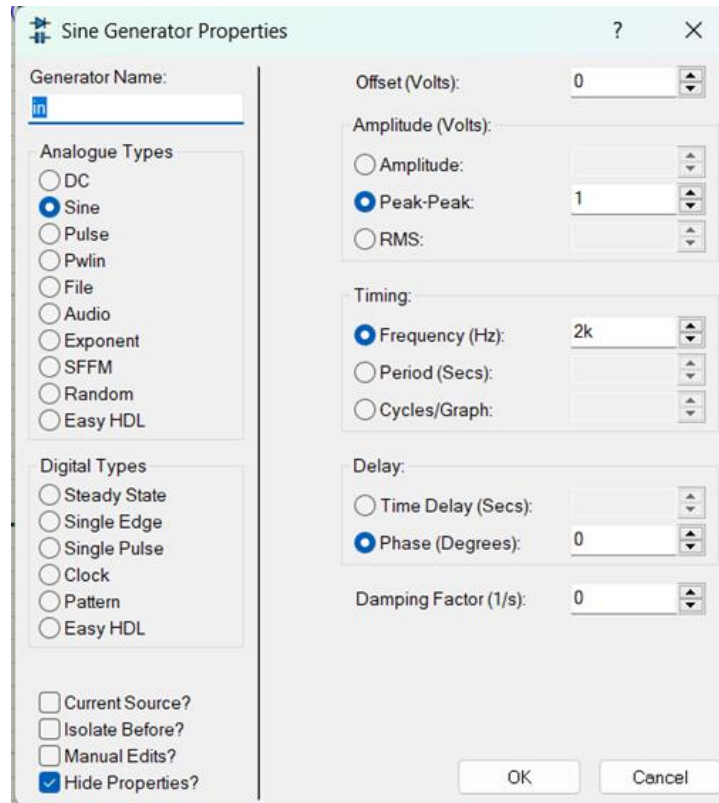 Sine Generator Properties ? ×
Generator Name:
in
Analogue Types
DC
Sine
Pulse
Pwlin
File
Audio
Exponent
SFFM
Random
Easy HDL
Digital Types
Steady State
Single Edge
Single Pulse
Clock
Pattern
Easy HDL
Current Source?
Isolate Before?
Manual Edits?
Hide Properties?
Offset (Volts): 0
Amplitude (Volts):
Amplitude:
Peak-Peak: 1
RMS:
Timing:
Frequency (Hz): 2k
Period (Secs):
Cycles/Graph:
Delay:
Time Delay (Secs):
Phase (Degrees): 0
Damping Factor (1/s): 0
OK Cancel